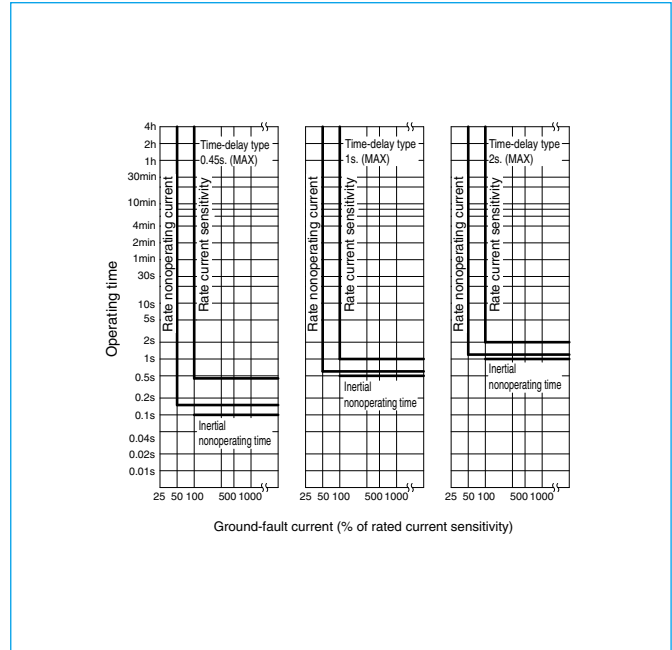 4h
2h
1h
30min
10min
4min
2min
1min
30s
10s
5s
2s
1s
0.5s
0.2s
0.1s
0.04s
0.02s
0.01s
Operating time
Rate nonoperating current
Rate current sensitivity
Time-delay type
0.45s. (MAX)
Inertial
nonoperating time
25 50 100 500 1000
Rate nonoperating current
Rate current sensitivity
Time-delay type
1s. (MAX)
Inertial
nonoperating time
25 50 100 500 1000
Rate nonoperating current
Rate current sensitivity
Time-delay type
2s. (MAX)
Inertial
nonoperating time
25 50 100 500 1000
Ground-fault current (% of rated current sensitivity)